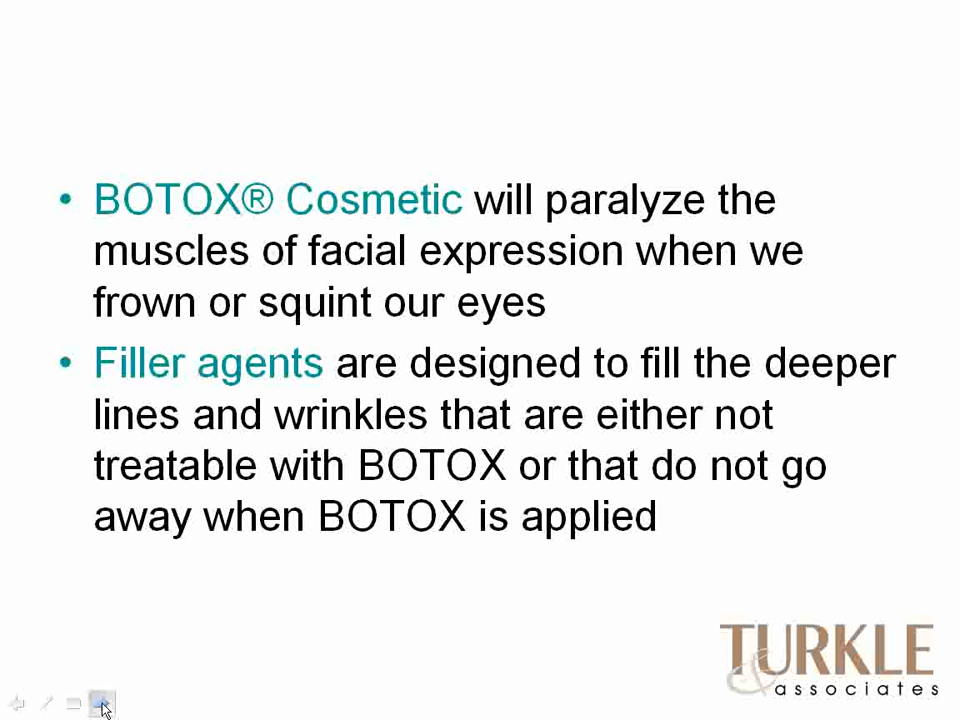 • BOTOX® Cosmetic will paralyze the
muscles of facial expression when we
frown or squint our eyes
• Filler agents are designed to fill the deeper
lines and wrinkles that are either not
treatable with BOTOX or that do not go
away when BOTOX is applied
TURKLE
& associates